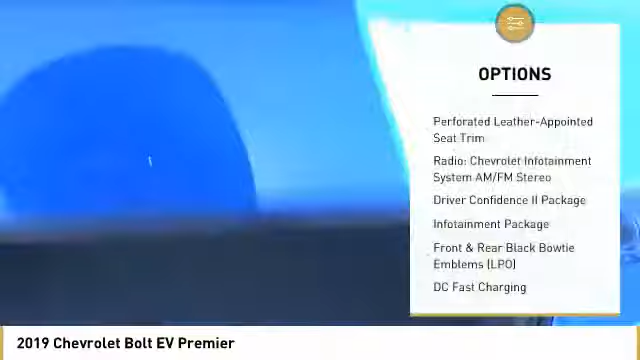 OPTIONS
Perforated Leather-Appointed
Seat Trim
Radio: Chevrolet Infotainment
System AM/FM Stereo
Driver Confidence II Package
Infotainment Package
Front & Rear Black Bowtie
Emblems (LPO)
DC Fast Charging
2019 Chevrolet Bolt EV Premier